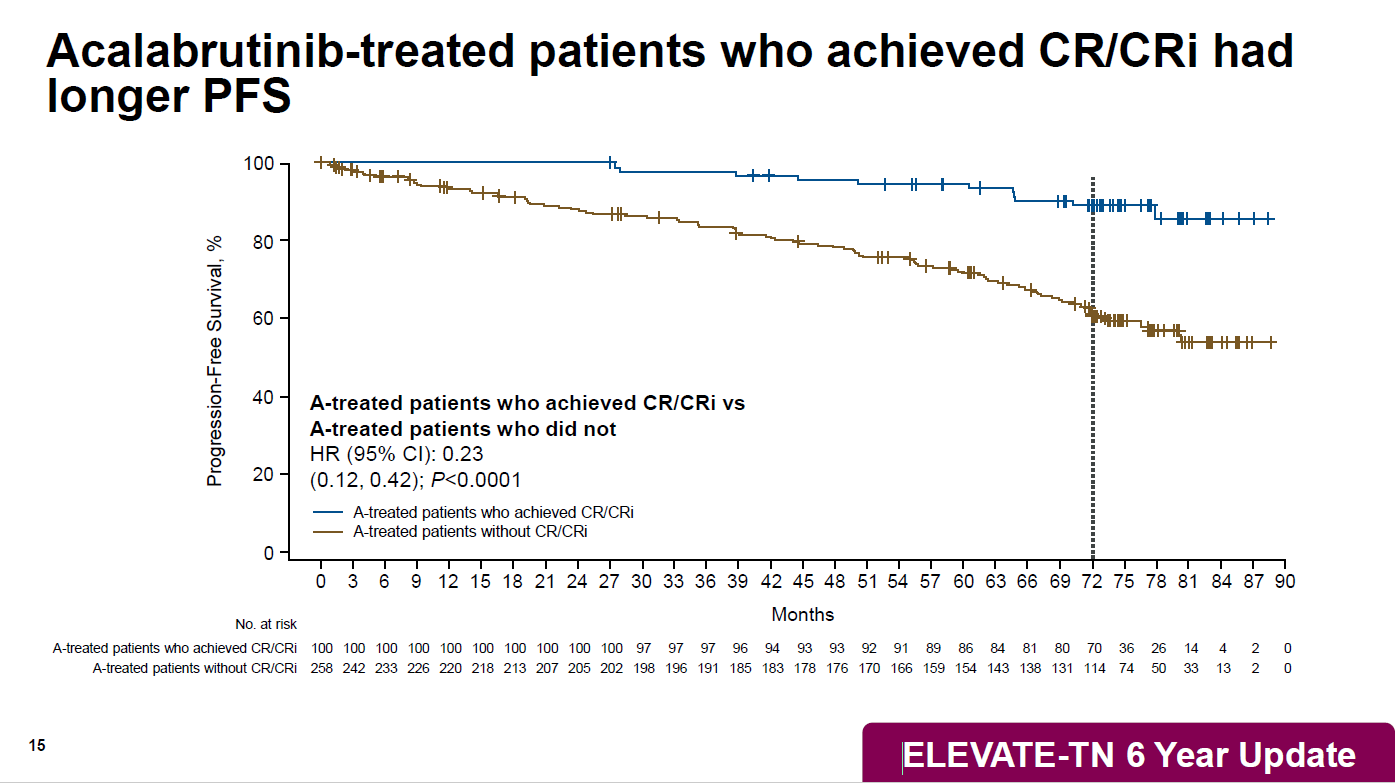 Acalabrutinib-treated patients who achieved CR/CRi had
longer PFS
Progression-Free Survival, %
100
80
60
40
20
0
A-treated patients who achieved CR/CRi vs
A-treated patients who did not
HR (95% CI): 0.23
(0.12, 0.42); P<0.0001
A-treated patients who achieved CR/CRi
A-treated patients without CR/CRi
0 3 6 9 12 15 18 21 24 27 30 33 36 39 42 45 48 51 54 57 60 63 66 69 72 75 78 81 84 87 90
Months
No. at risk
A-treated patients who achieved CR/CRi 100 100 100 100 100 100 100 100 100 100 97 97 97 96 94 93 93 92 91 89 86 84 81 80 70 36 26 14 4 2 0
A-treated patients without CR/CRi 258 242 233 226 220 218 213 207 205 202 198 196 191 185 183 178 176 170 166 159 154 143 138 131 114 74 50 33 13 2 0
15
ELEVATE-TN 6 Year Update